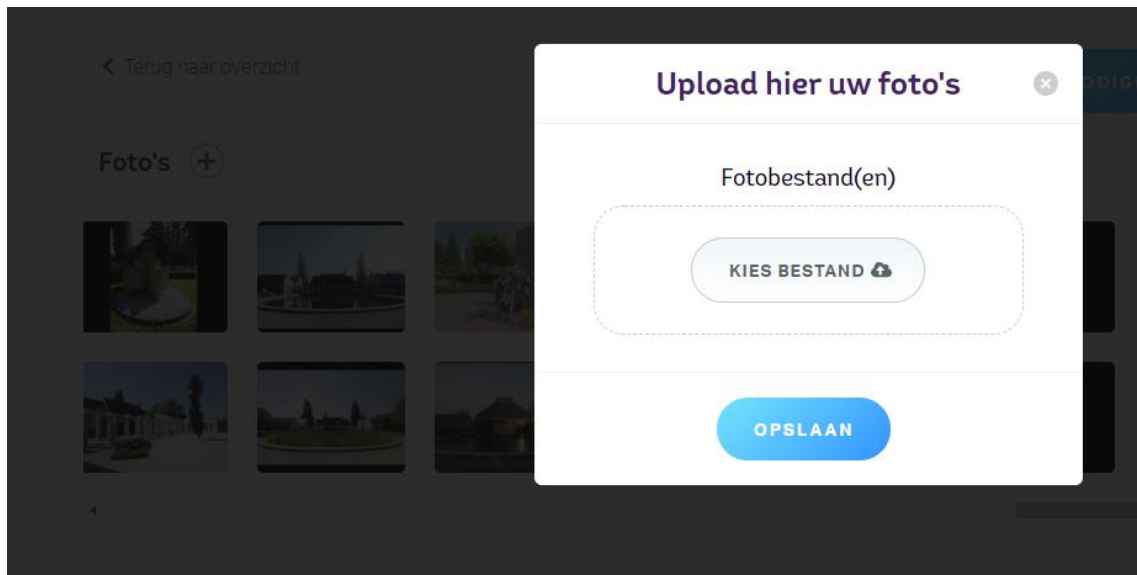 Terug naar overzicht
Upload hier uw foto's
Foto's
Fotobestand(en)
KIES BESTAND
OPSLAAN